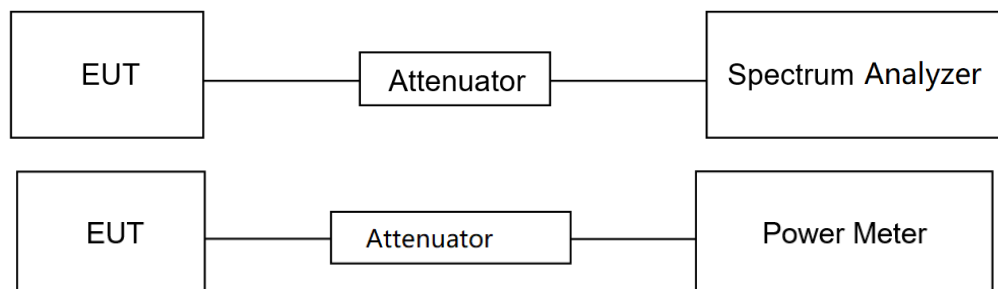 EUT
Attenuator
Spectrum Analyzer
EUT
Attenuator
Power Meter